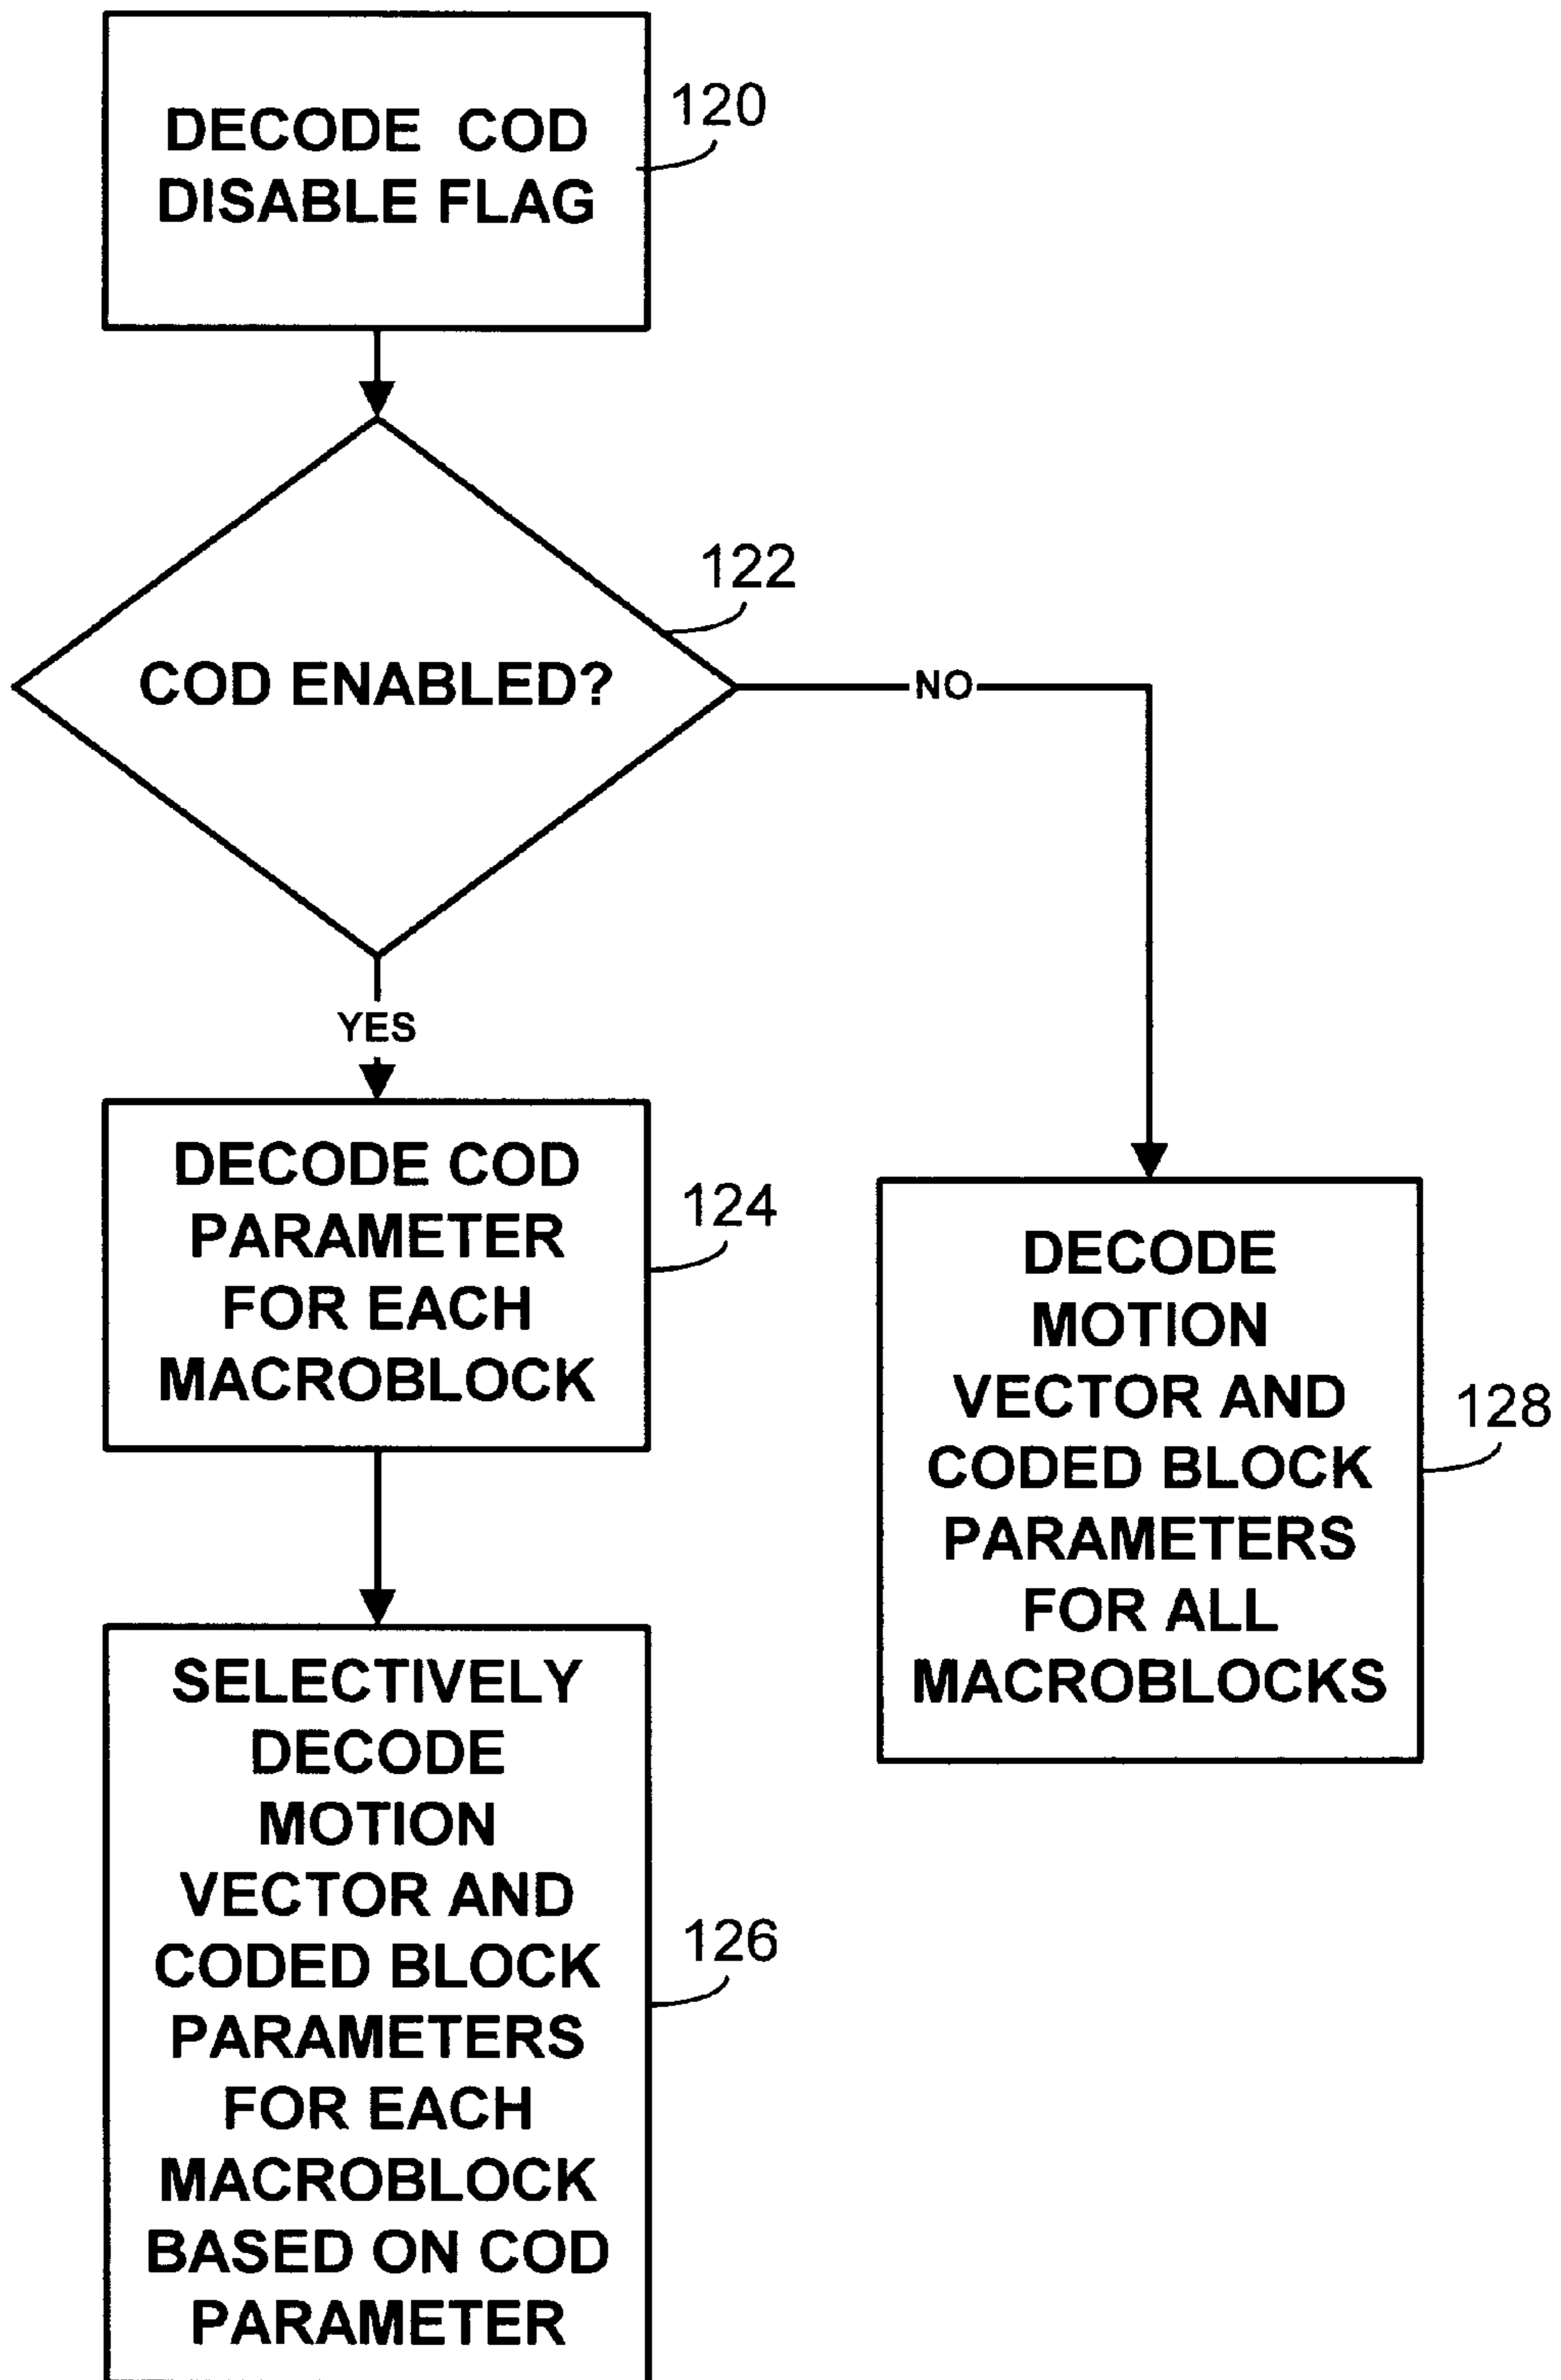 DECODE COD
DISABLE FLAG
120
122
COD ENABLED?
NO
YES
DECODE COD
PARAMETER
FOR EACH
MACROBLOCK
124
DECODE
MOTION
VECTOR AND
CODED BLOCK
PARAMETERS
FOR ALL
MACROBLOCKS
128
SELECTIVELY
DECODE
MOTION
VECTOR AND
CODED BLOCK
PARAMETERS
FOR EACH
MACROBLOCK
BASED ON COD
PARAMETER
126